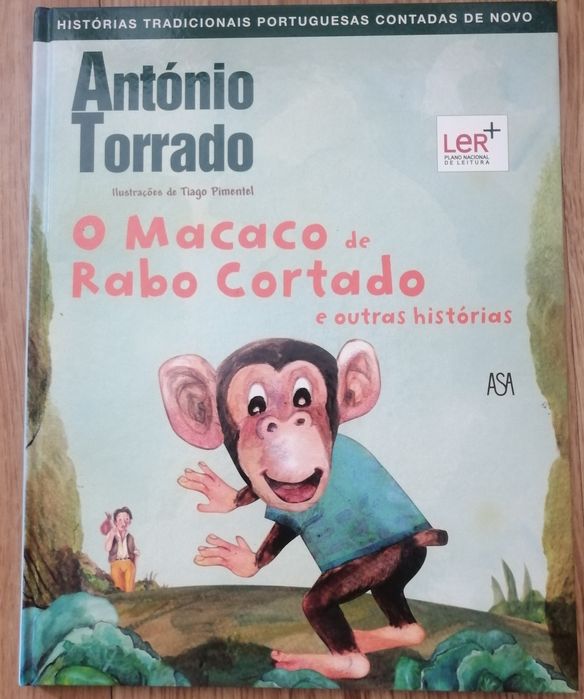 HISTÓRIAS TRADICIONAIS PORTUGUESAS CONTADAS DE NOVO
António
Torrado
Ilustrações de Tiago Pimentel
LeR+
PLANO NACIONAL
DE LEITURA
O Macaco de
Rabo Cortado
e outras histórias
ASA